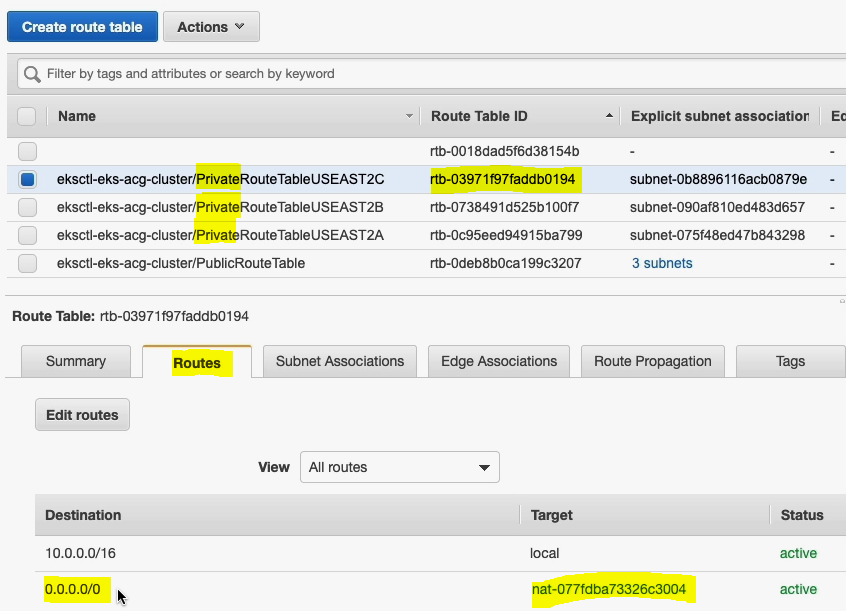 Create route table Actions
Filter by tags and attributes or search by keyword
Name Route Table ID Explicit subnet association Ed
rtb-0018dad5f6d38154b - -
eksctl-eks-acg-cluster/PrivateRouteTableUSEAST2C rtb-03971f97faddb0194 subnet-0b8896116acb0879e -
eksctl-eks-acg-cluster/PrivateRouteTableUSEAST2B rtb-0738491d525b100f7 subnet-090af810ed483d657 -
eksctl-eks-acg-cluster/PrivateRouteTableUSEAST2A rtb-0c95eed94915ba799 subnet-075f48ed47b843298 -
eksctl-eks-acg-cluster/PublicRouteTable rtb-0deb8b0ca199c3207 3 subnets -
Route Table: rtb-03971f97faddb0194
Summary Routes Subnet Associations Edge Associations Route Propagation Tags
Edit routes
View All routes
Destination Target Status
10.0.0.0/16 local active
0.0.0.0/0 nat-077fdba73326c3004 active